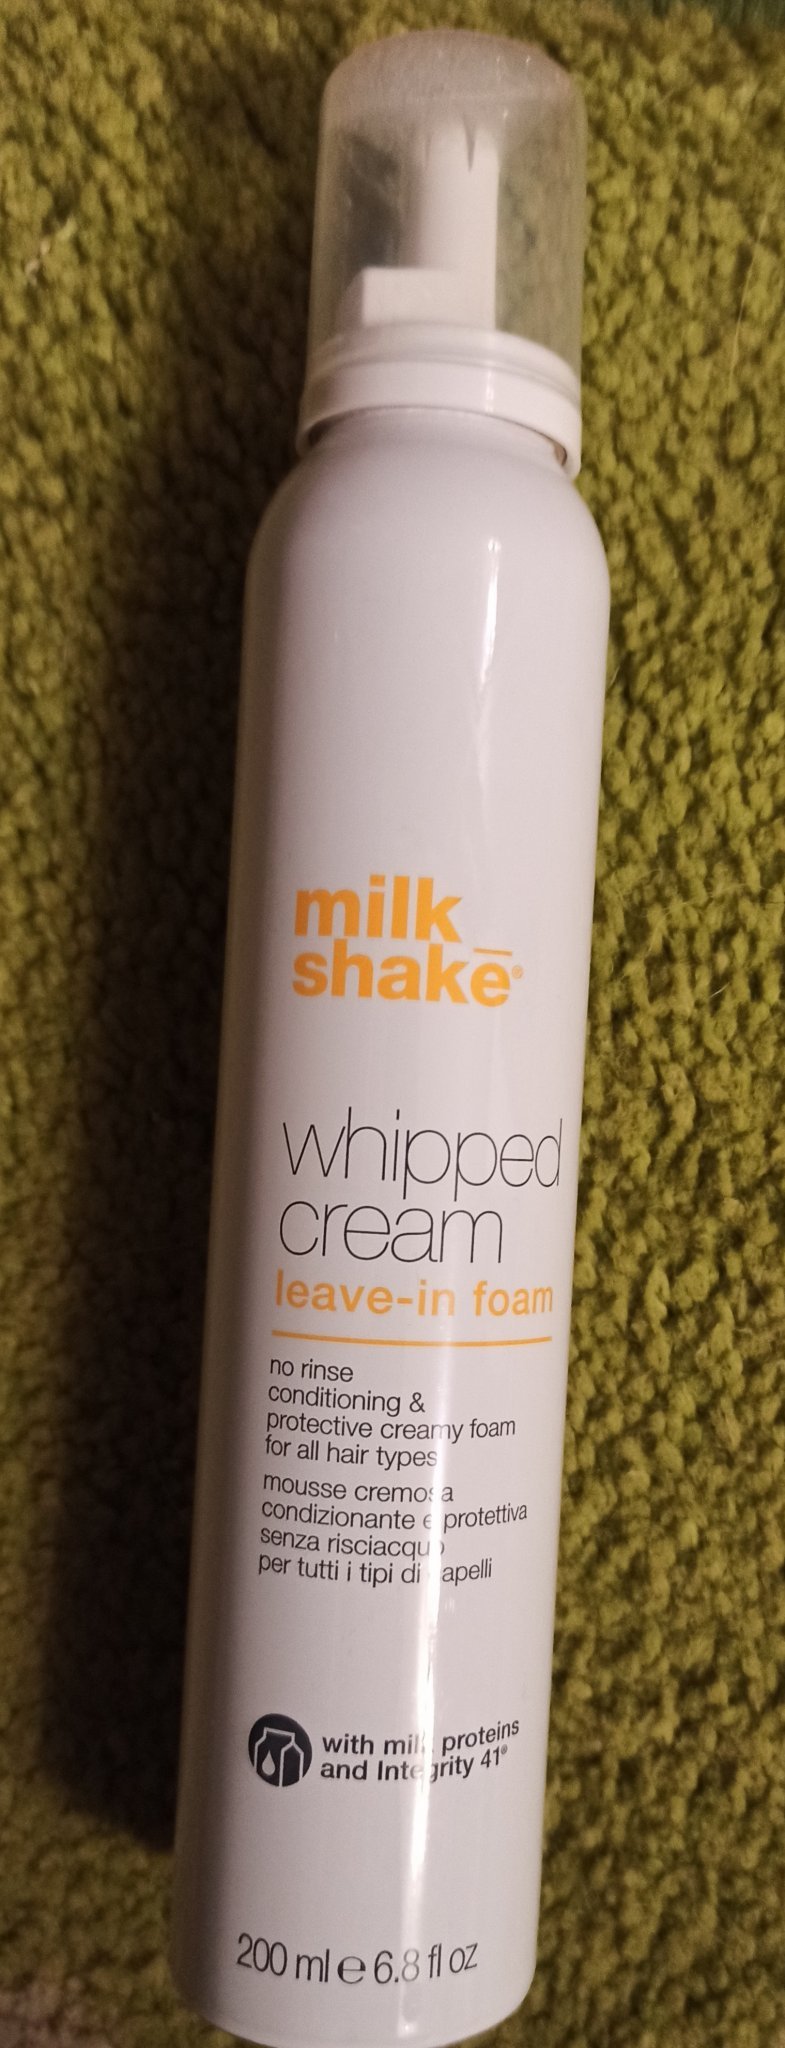 milk
shakē®
whipped
cream
leave-in foam
no rinse
conditioning &
protective creamy foam
for all hair types
mousse cremosa
condizionante e protettiva
senza risciacquo
per tutti i tipi di capelli
with milk proteins
and Integrity 41®
200 ml ℮ 6.8 fl oz